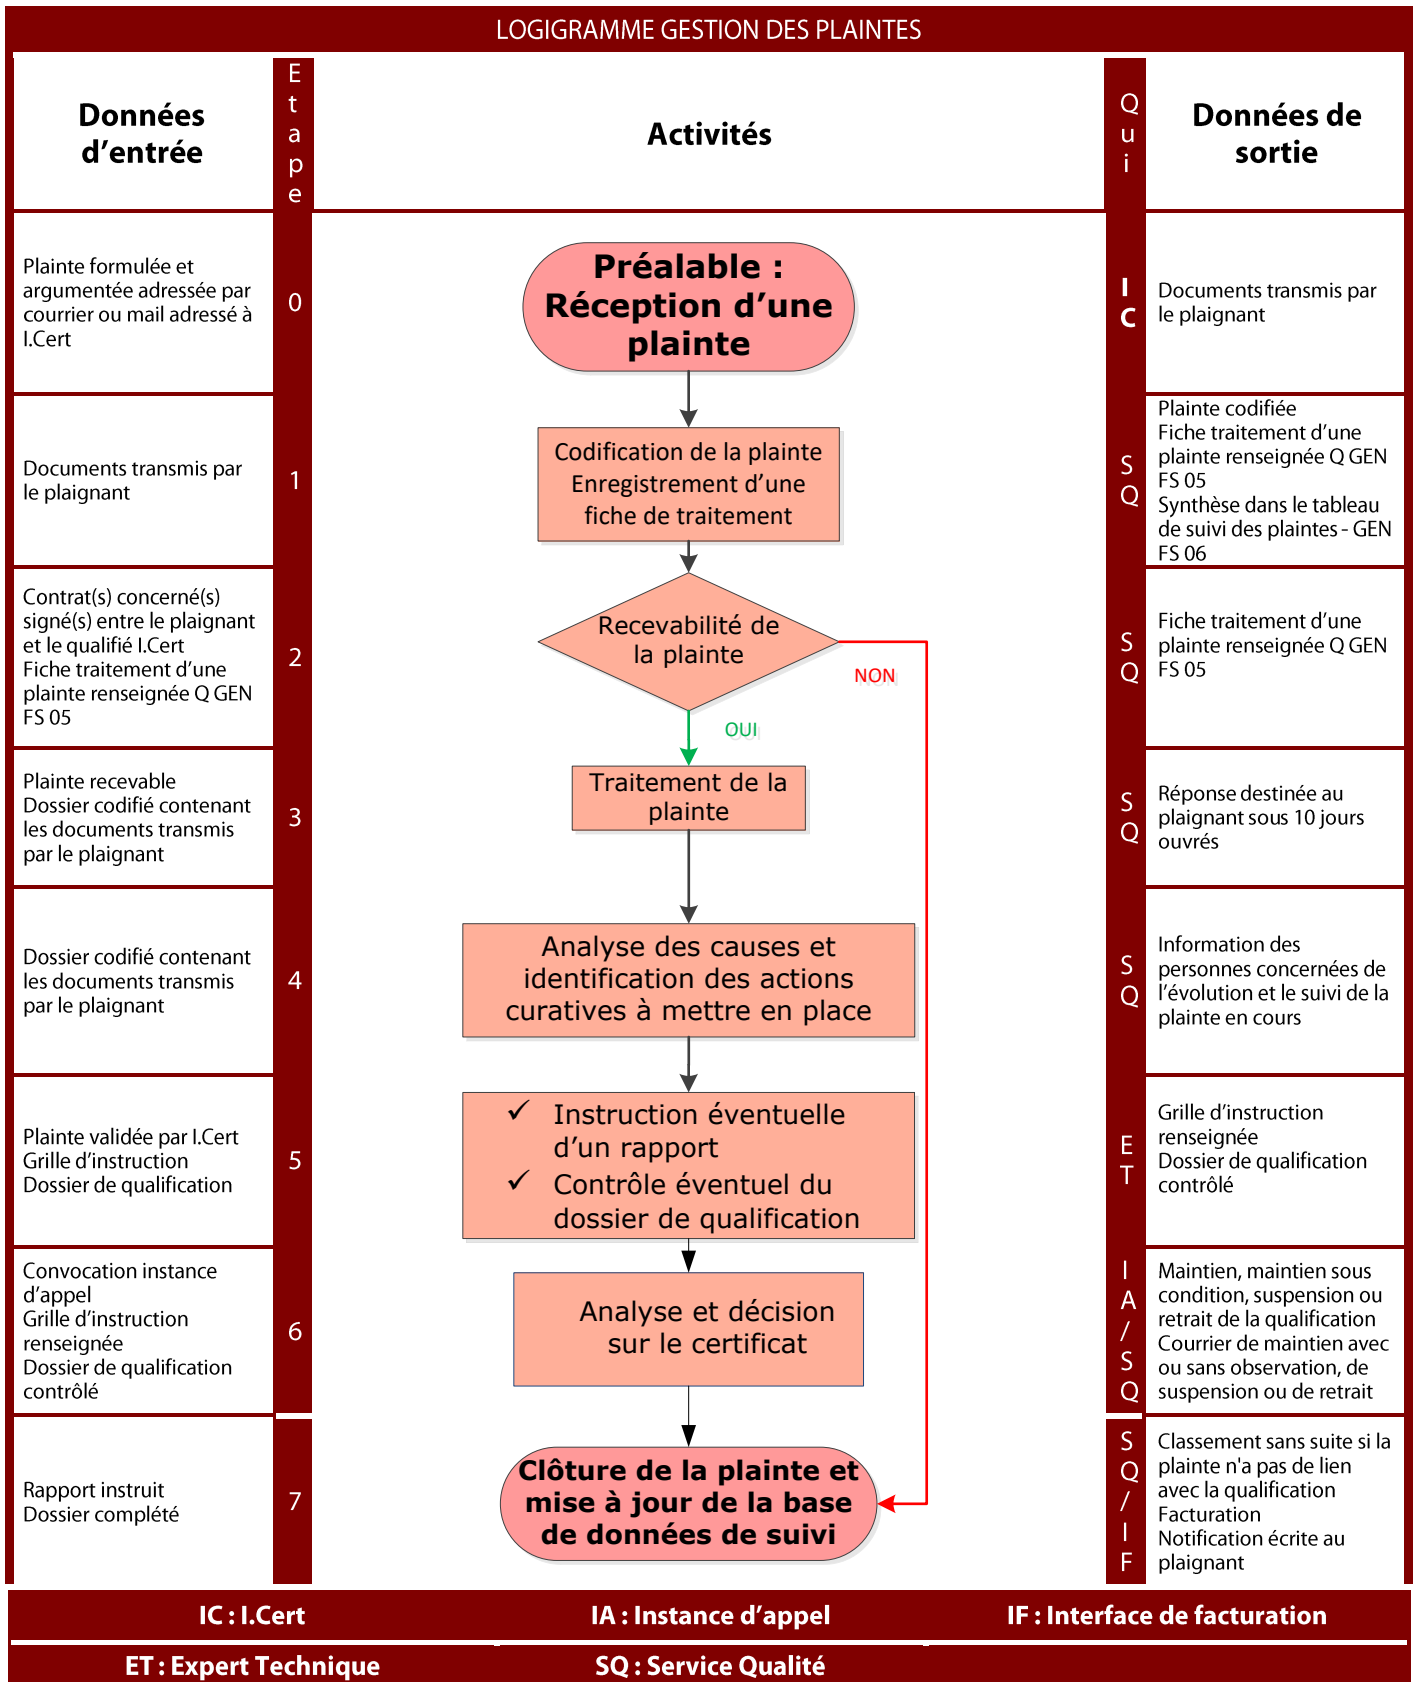 LOGIGRAMME GESTION DES PLAINTES
Données
d’entrée
E
t
a
p
e
Activités
Q
u
i
Données de
sortie
Plainte formulée et
argumentée adressée par
courrier ou mail adressé à
I.Cert
0
Préalable :
Réception d’une
plainte
I
C
Documents transmis par
le plaignant
Documents transmis par
le plaignant
1
Codification de la plainte
Enregistrement d’une
fiche de traitement
S
Q
Plainte codifiée
Fiche traitement d’une
plainte renseignée Q GEN
FS 05
Synthèse dans le tableau
de suivi des plaintes - GEN
FS 06
Contrat(s) concerné(s)
signé(s) entre le plaignant
et le qualifié I.Cert
Fiche traitement d’une
plainte renseignée Q GEN
FS 05
2
Recevabilité de
la plainte
NON
OUI
S
Q
Fiche traitement d’une
plainte renseignée Q GEN
FS 05
Plainte recevable
Dossier codifié contenant
les documents transmis
par le plaignant
3
Traitement de la
plainte
S
Q
Réponse destinée au
plaignant sous 10 jours
ouvrés
Dossier codifié contenant
les documents transmis
par le plaignant
4
Analyse des causes et
identification des actions
curatives à mettre en place
S
Q
Information des
personnes concernées de
l’évolution et le suivi de la
plainte en cours
Plainte validée par I.Cert
Grille d’instruction
Dossier de qualification
5
✓ Instruction éventuelle
d’un rapport
✓ Contrôle éventuel du
dossier de qualification
E
T
Grille d’instruction
renseignée
Dossier de qualification
contrôlé
Convocation instance
d’appel
Grille d’instruction
renseignée
Dossier de qualification
contrôlé
6
Analyse et décision
sur le certificat
I
A
/
S
Q
Maintien, maintien sous
condition, suspension ou
retrait de la qualification
Courrier de maintien avec
ou sans observation, de
suspension ou de retrait
Rapport instruit
Dossier complété
7
Clôture de la plainte et
mise à jour de la base
de données de suivi
S
Q
/
I
F
Classement sans suite si la
plainte n'a pas de lien
avec la qualification
Facturation
Notification écrite au
plaignant
IC : I.Cert
IA : Instance d’appel
IF : Interface de facturation
ET : Expert Technique
SQ : Service Qualité